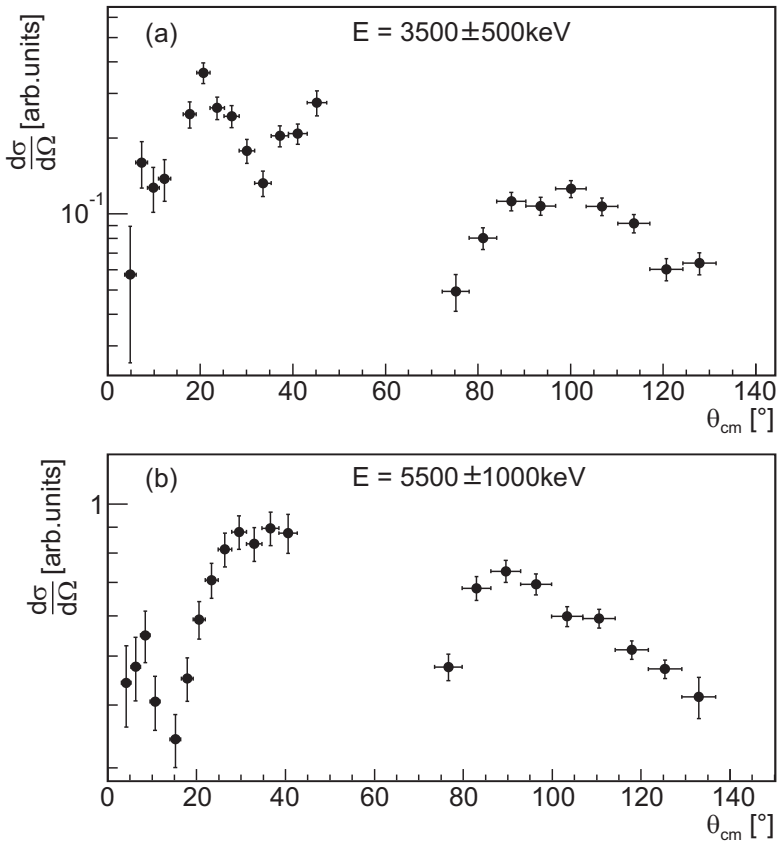 (a)
E = 3500±500keV
dσ/dΩ [arb.units]
10⁻¹
0 20 40 60 80 100 120 140
θcm [°]
(b)
E = 5500±1000keV
dσ/dΩ [arb.units]
1
0 20 40 60 80 100 120 140
θcm [°]